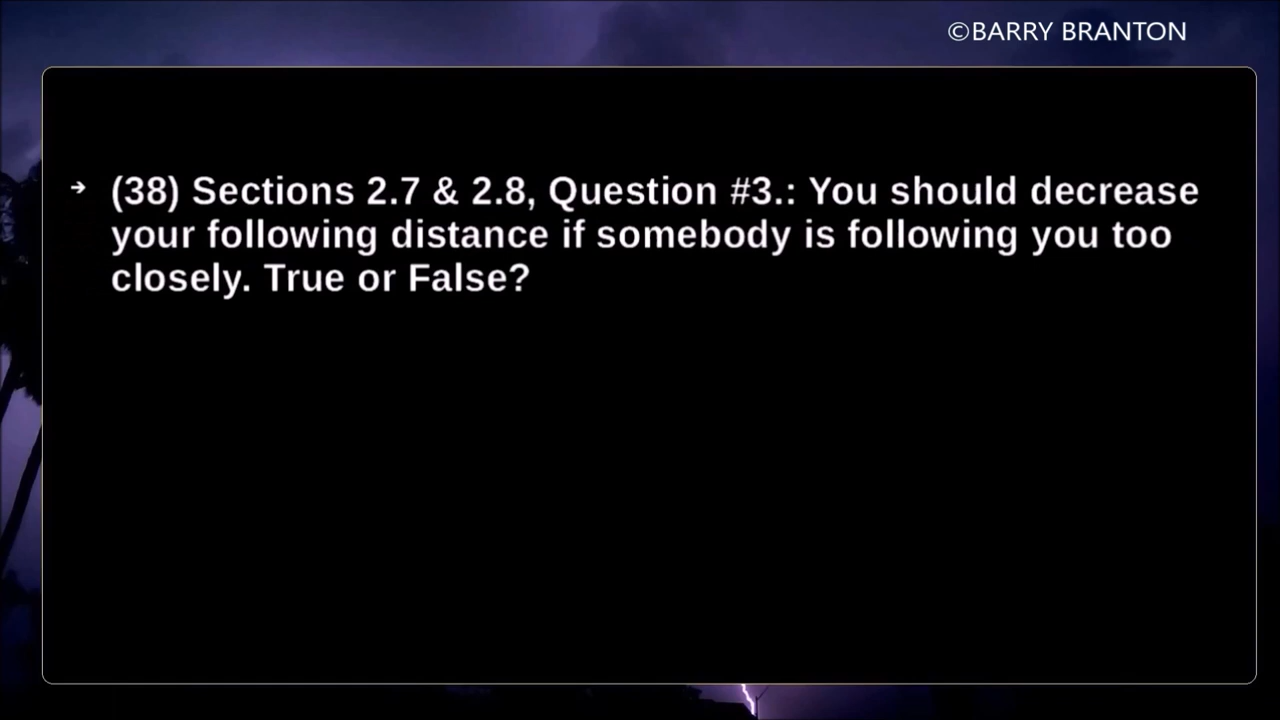 ©BARRY BRANTON
➔ (38) Sections 2.7 & 2.8, Question #3.: You should decrease
your following distance if somebody is following you too
closely. True or False?